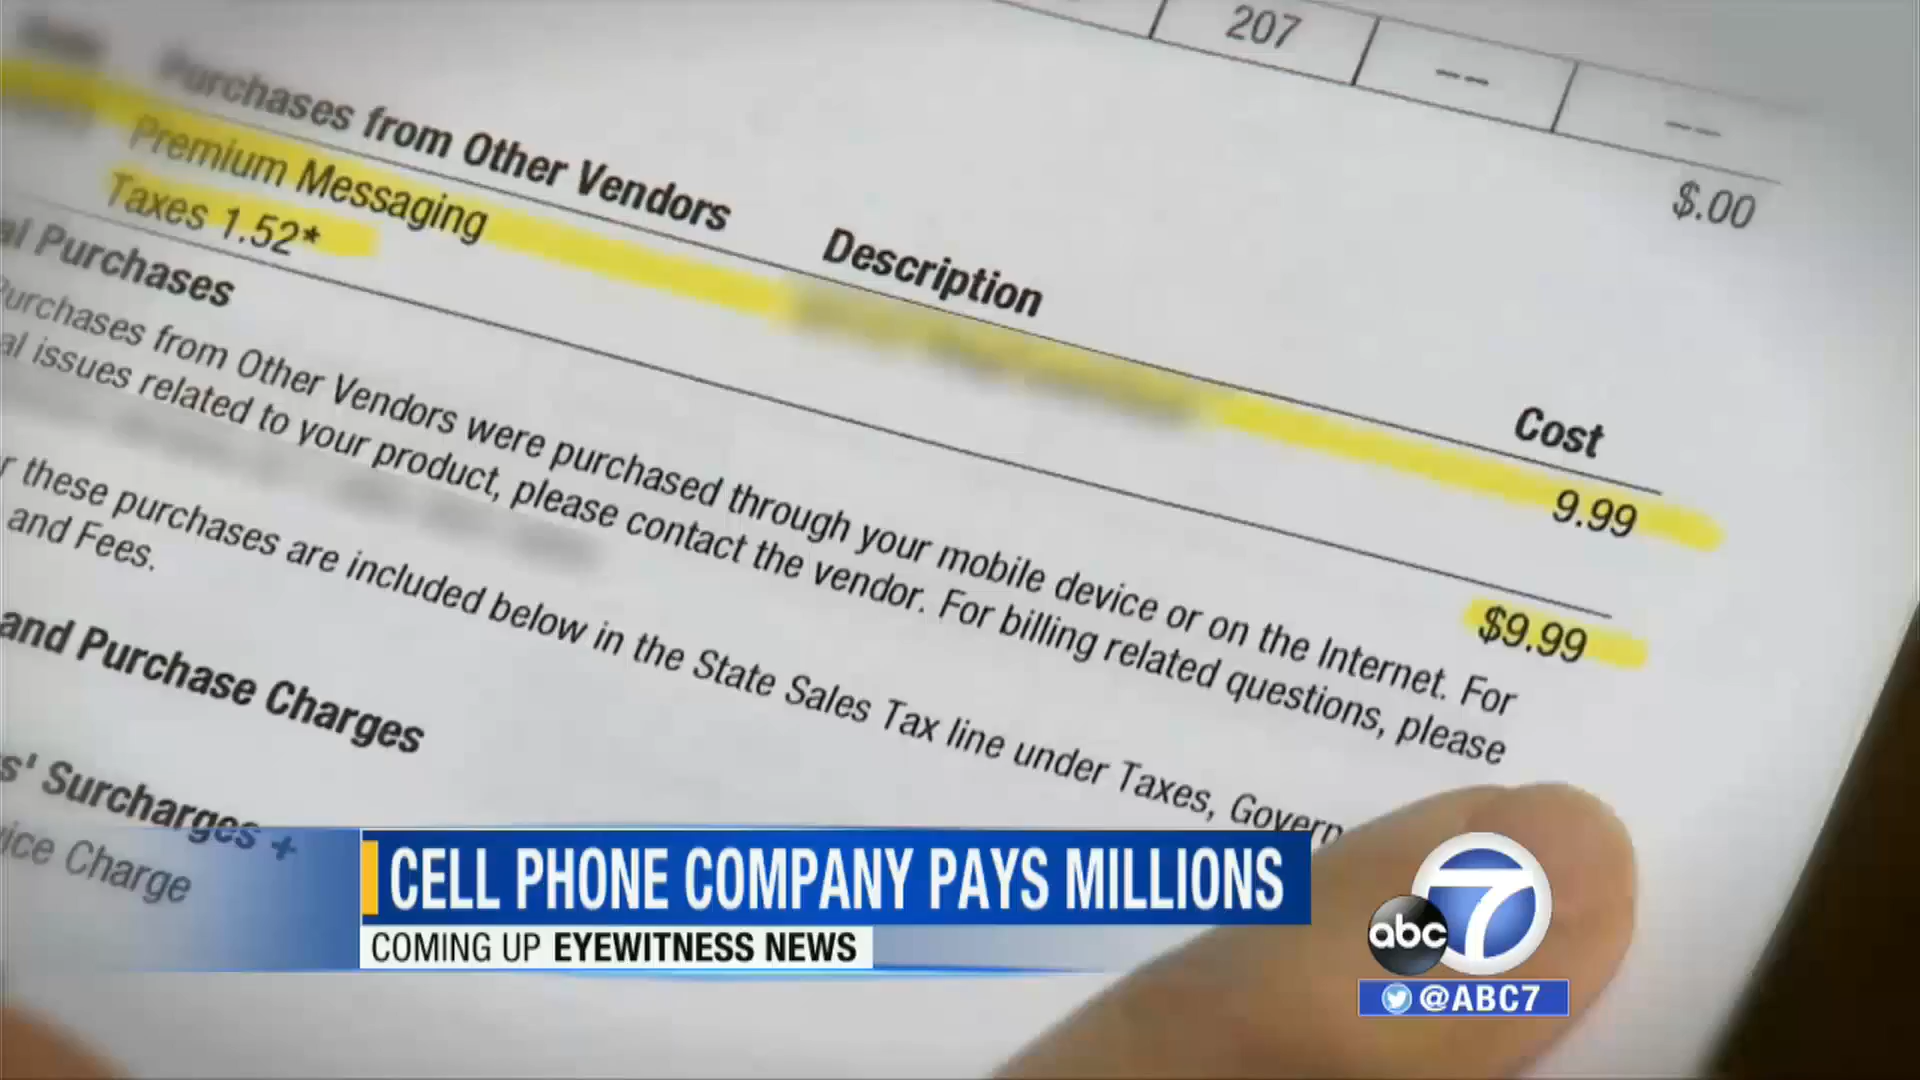 207
--
--
$.00
Purchases from Other Vendors
Description
Cost
Premium Messaging
9.99
Taxes 1.52*
al Purchases
$9.99
Purchases from Other Vendors were purchased through your mobile device or on the Internet. For
al issues related to your product, please contact the vendor. For billing related questions, please
r these purchases are included below in the State Sales Tax line under Taxes, Govern
and Fees.
and Purchase Charges
s' Surcharges +
ice Charge
CELL PHONE COMPANY PAYS MILLIONS
COMING UP EYEWITNESS NEWS
abc 7
@ABC7